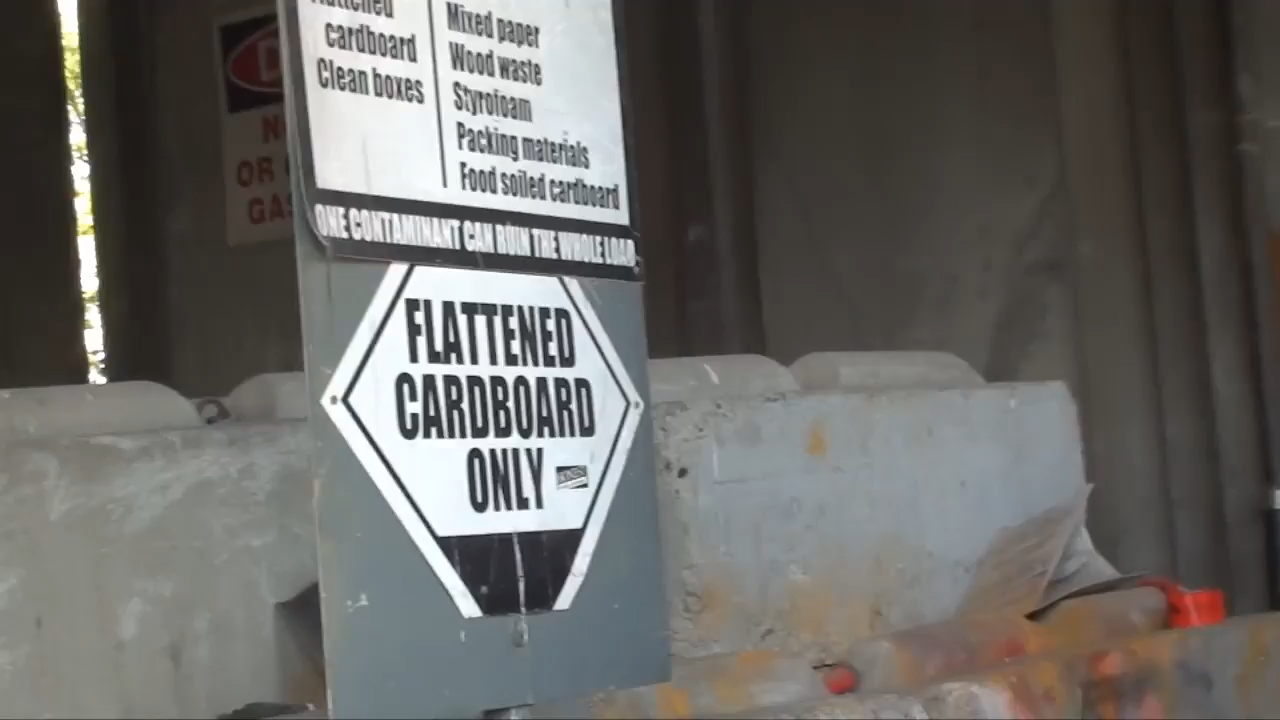 Flattened
cardboard
Clean boxes
Mixed paper
Wood waste
Styrofoam
Packing materials
Food soiled cardboard
ONE CONTAMINANT CAN RUIN THE WHOLE LOAD
FLATTENED
CARDBOARD
ONLY
OR